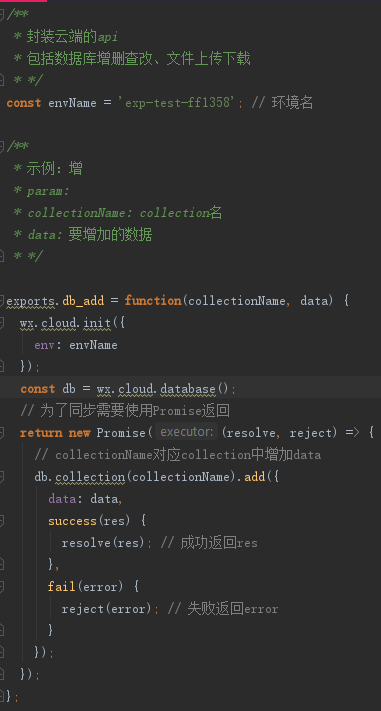 /**
 * 封装云端的api
 * 包括数据库增删查改、文件上传下载
 * */
const envName = 'exp-test-ff1358'; // 环境名
/**
 * 示例：增
 * param:
 * collectionName: collection名
 * data: 要增加的数据
 * */
exports.db_add = function(collectionName, data) {
  wx.cloud.init({
    env: envName
  });
  const db = wx.cloud.database();
  // 为了同步需要使用Promise返回
  return new Promise( executor: (resolve, reject) => {
    // collectionName对应collection中增加data
    db.collection(collectionName).add({
      data: data,
      success(res) {
        resolve(res); // 成功返回res
      },
      fail(error) {
        reject(error); // 失败返回error
      }
    });
  });
};